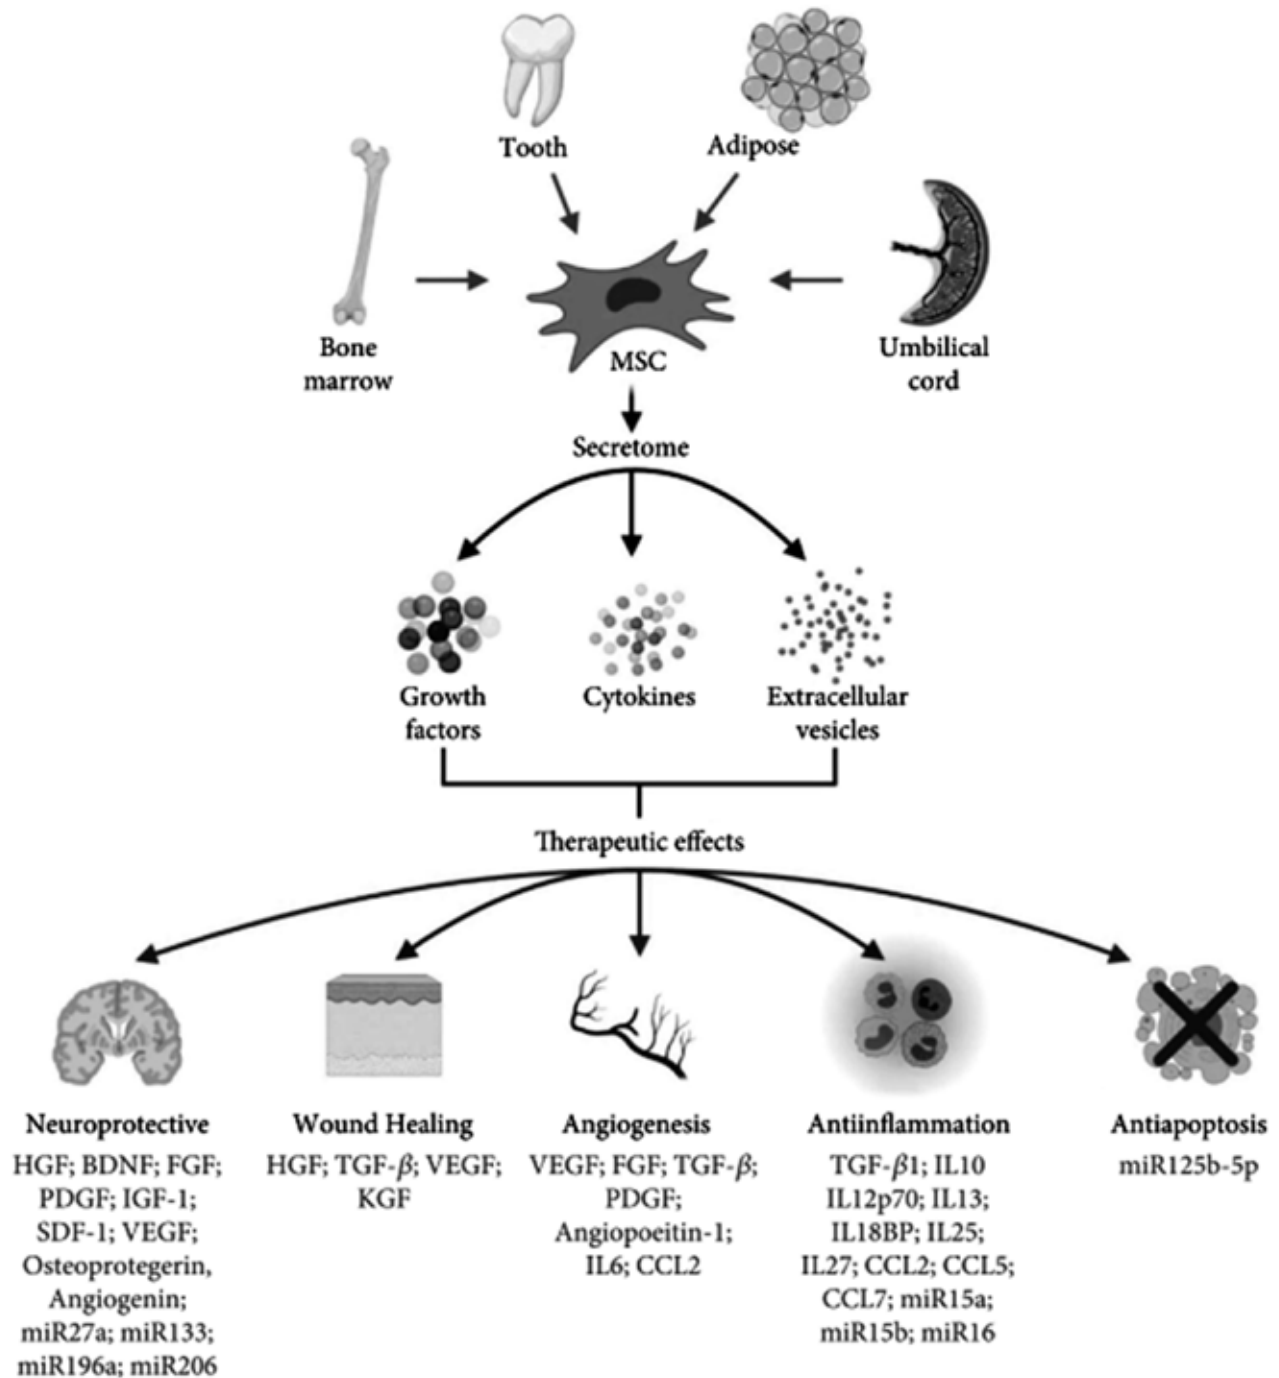 Tooth
Adipose
Bone
marrow
MSC
Umbilical
cord
Secretome
Growth
factors
Cytokines
Extracellular
vesicles
Therapeutic effects
Neuroprotective
HGF; BDNF; FGF;
PDGF; IGF-1;
SDF-1; VEGF;
Osteoprotegerin,
Angiogenin;
miR27a; miR133;
miR196a; miR206
Wound Healing
HGF; TGF-β; VEGF;
KGF
Angiogenesis
VEGF; FGF; TGF-β;
PDGF;
Angiopoeitin-1;
IL6; CCL2
Antiinflammation
TGF-β1; IL10
IL12p70; IL13;
IL18BP; IL25;
IL27; CCL2; CCL5;
CCL7; miR15a;
miR15b; miR16
Antiapoptosis
miR125b-5p